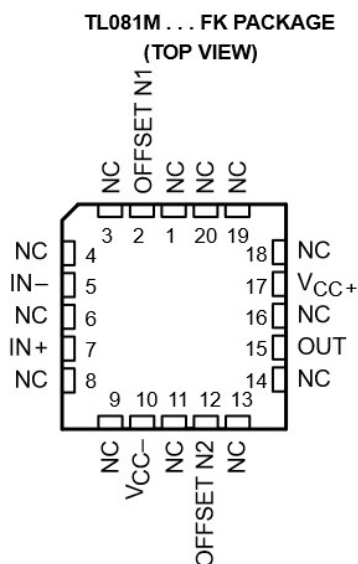 TL081M . . . FK PACKAGE
(TOP VIEW)
NC
OFFSET N1
NC
NC
NC
3 2 1 20 19
NC 4
IN− 5
NC 6
IN+ 7
NC 8
18 NC
17 VCC+
16 NC
15 OUT
14 NC
9 10 11 12 13
NC
VCC−
NC
OFFSET N2
NC